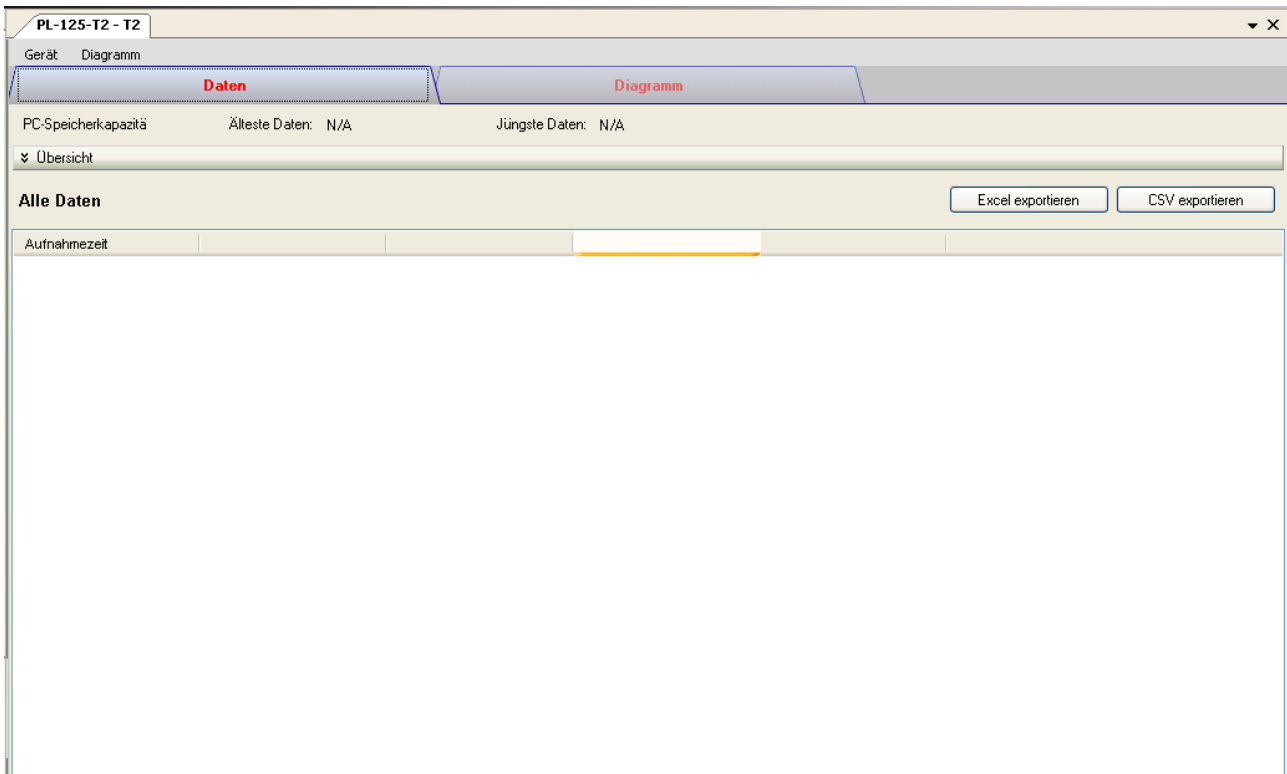 PL-125-T2 - T2
Gerät Diagramm
Daten Diagramm
PC-Speicherkapazitä Älteste Daten: N/A Jüngste Daten: N/A
Übersicht
Alle Daten Excel exportieren CSV exportieren
Aufnahmezeit